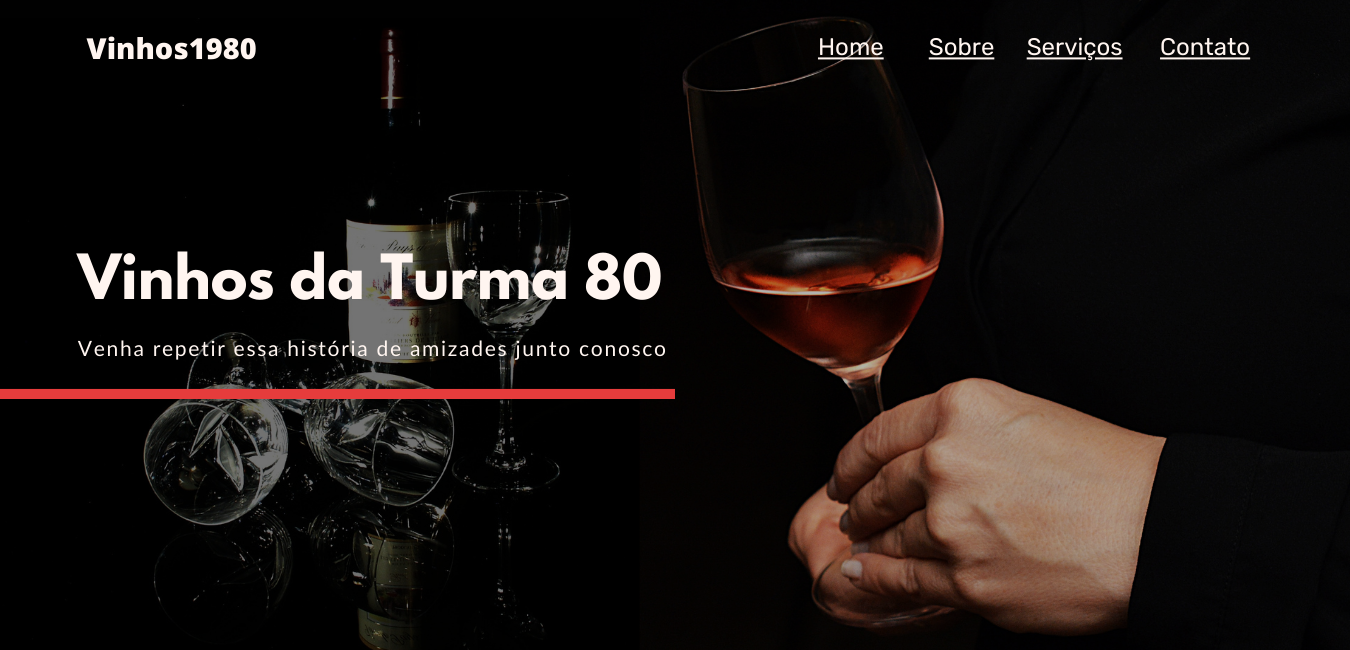 Vinhos1980
Home Sobre Serviços Contato
Vinhos da Turma 80
Venha repetir essa história de amizades junto conosco